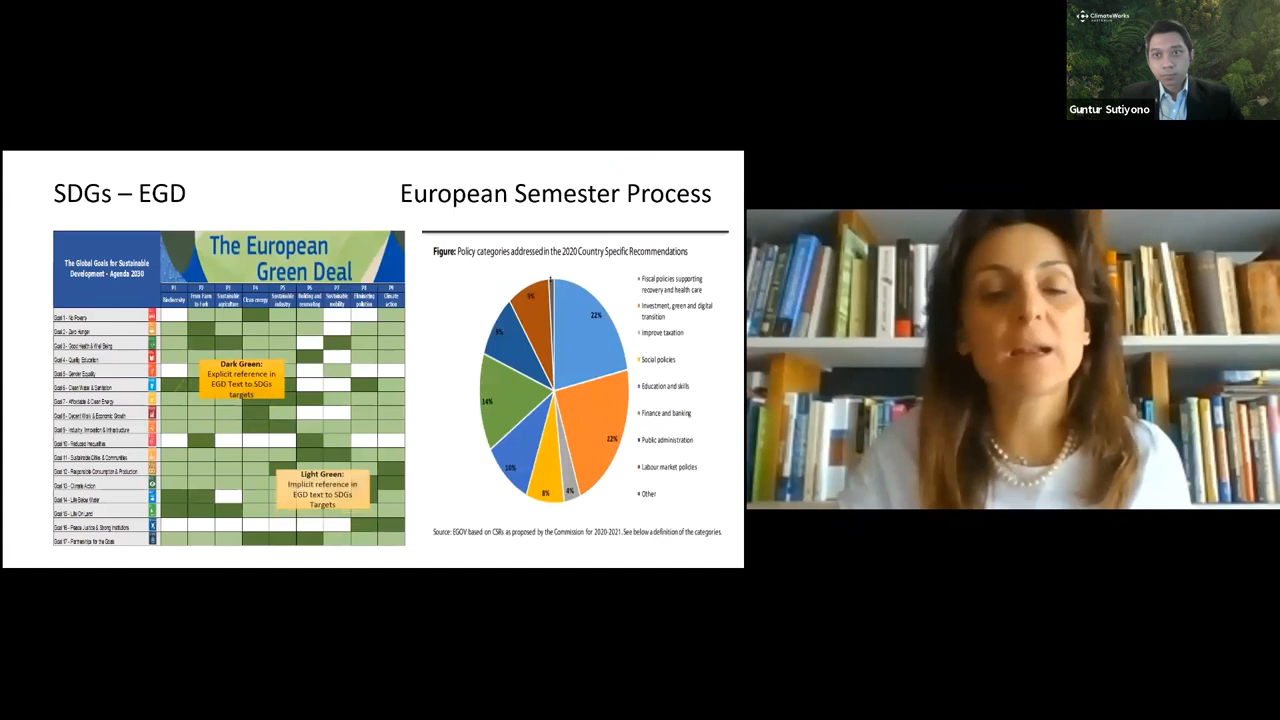 ClimateWorks
AUSTRALIA
Guntur Sutiyono
SDGs – EGD
European Semester Process
The Global Goals for Sustainable
Development - Agenda 2030
The European
Green Deal
P1 P2 P3 P4 P5 P6 P7 P8 P9
Biodiversity
From Farm
to Fork
Sustainable
agriculture
Clean energy
Sustainable
industry
Building and
renovating
Sustainable
mobility
Eliminating
pollution
Climate
action
Goal 1 - No Poverty
Goal 2 - Zero Hunger
Goal 3 - Good Health & Well-Being
Goal 4 - Quality Education
Goal 5 - Gender Equality
Goal 6 - Clean Water & Sanitation
Goal 7 - Affordable & Clean Energy
Goal 8 - Decent Work & Economic Growth
Goal 9 - Industry, Innovation & Infrastructure
Goal 10 - Reduced Inequalities
Goal 11 - Sustainable Cities & Communities
Goal 12 - Responsible Consumption & Production
Goal 13 - Climate Action
Goal 14 - Life Below Water
Goal 15 - Life On Land
Goal 16 - Peace, Justice & Strong Institutions
Goal 17 - Partnerships for the Goals
Dark Green:
Explicit reference in
EGD Text to SDGs
targets
Light Green:
Implicit reference in
EGD text to SDGs
Targets
Figure: Policy categories addressed in the 2020 Country Specific Recommendations
22%
22%
4%
8%
10%
14%
9%
Fiscal policies supporting
recovery and health care
Investment, green and digital
transition
Improve taxation
Social policies
Education and skills
Finance and banking
Public administration
Labour market policies
Other
Source: EGOV based on CSRs as proposed by the Commission for 2020-2021. See below a definition of the categories.